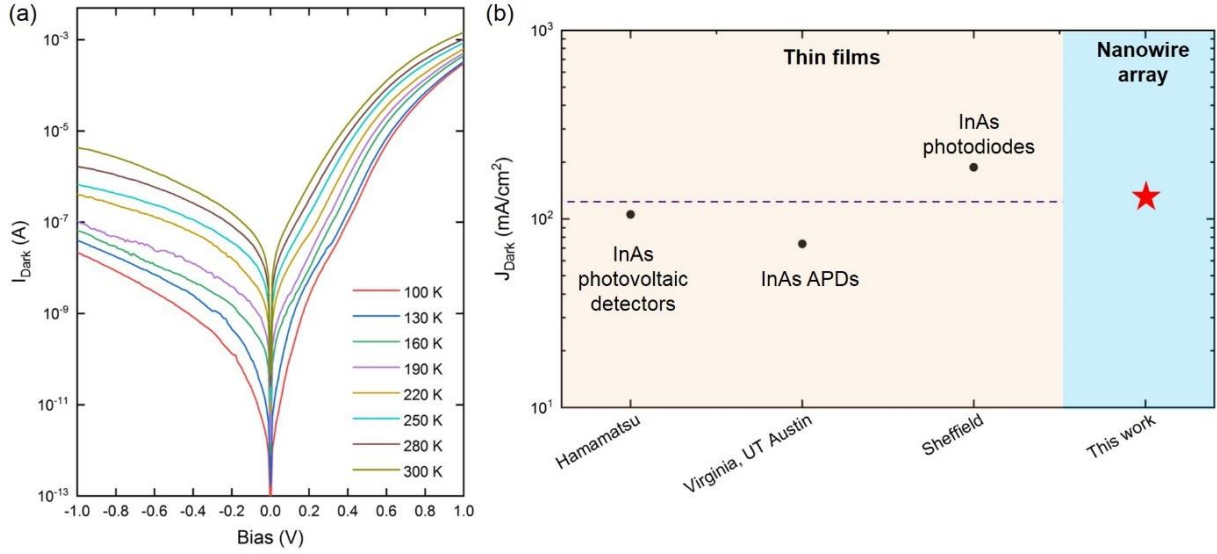 (a)
10⁻³
10⁻⁵
10⁻⁷
10⁻⁹
10⁻¹¹
10⁻¹³
I_Dark (A)
-1.0 -0.8 -0.6 -0.4 -0.2 0.0 0.2 0.4 0.6 0.8 1.0
Bias (V)
100 K
130 K
160 K
190 K
220 K
250 K
280 K
300 K
(b)
10³
10²
10¹
J_Dark (mA/cm²)
Thin films
Nanowire
array
InAs
photodiodes
InAs
photovoltaic
detectors
InAs APDs
Hamamatsu
Virginia, UT Austin
Sheffield
This work